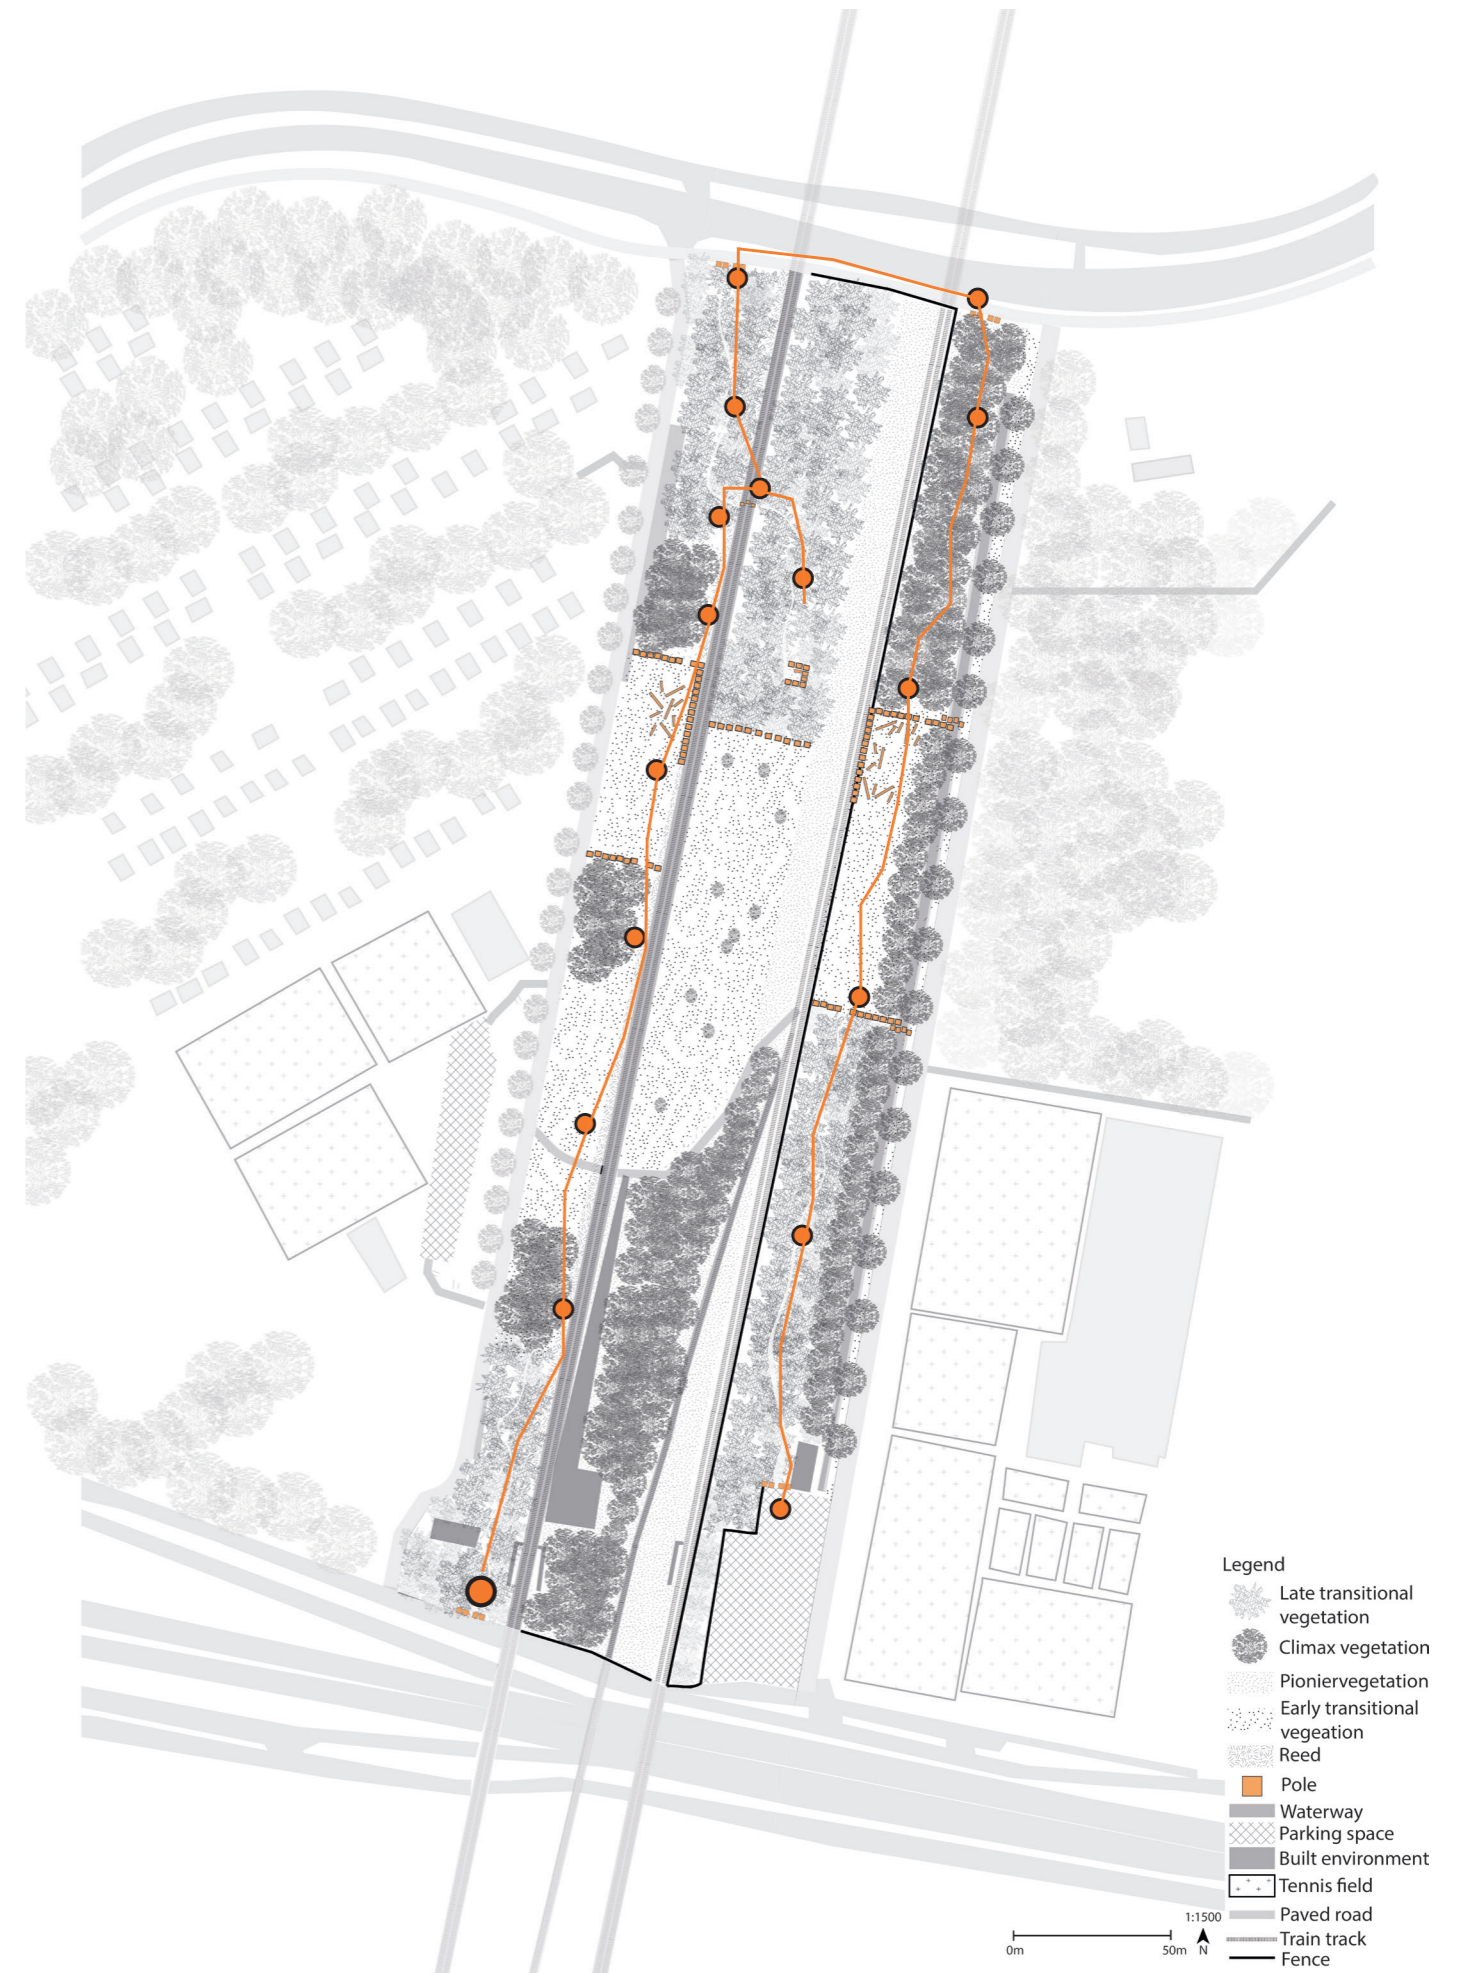 Legend
Late transitional
vegetation
Climax vegetation
Pioniervegetation
Early transitional
vegeation
Reed
Pole
Waterway
Parking space
Built environment
Tennis field
Paved road
Train track
Fence
1:1500
0m
50m
N